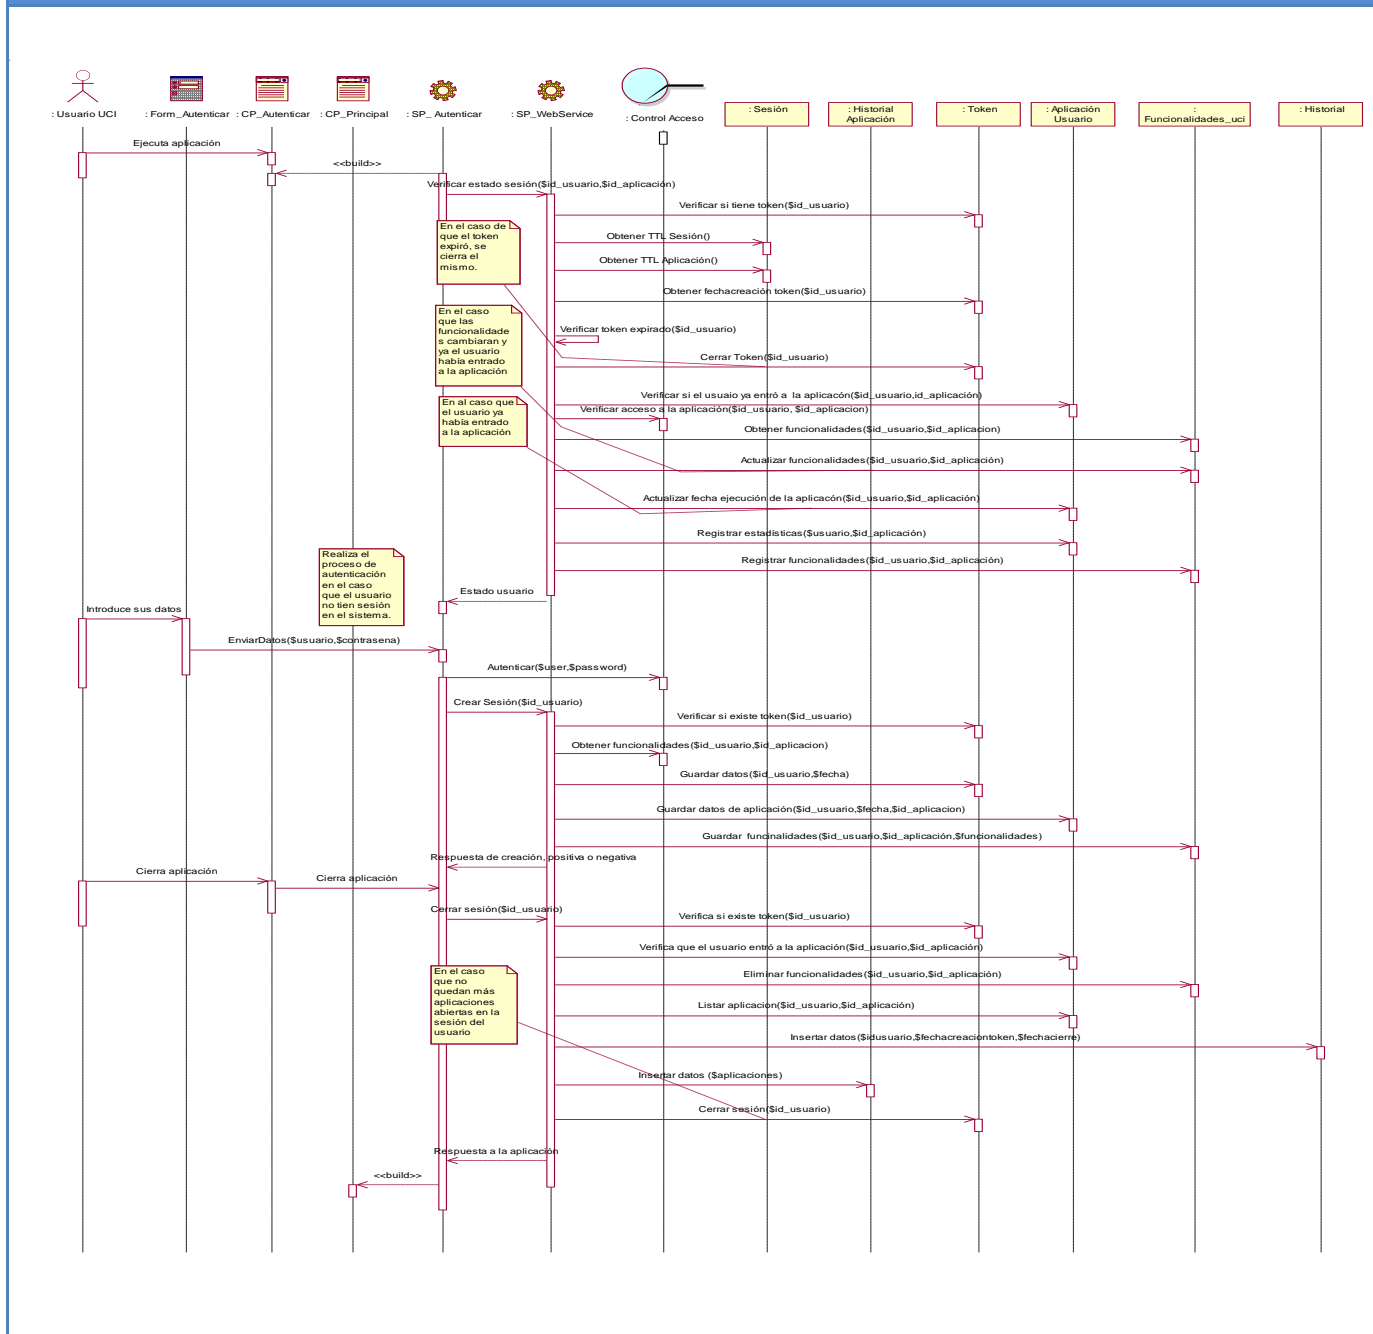 : Usuario UCI
: Form_Autenticar
: CP_Autenticar
: CP_Principal
: SP_ Autenticar
: SP_WebService
: Control Acceso
: Sesión
: Historial
Aplicación
: Token
: Aplicación
Usuario
:
Funcionalidades_uci
: Historial
Ejecuta aplicación
<<build>>
Verificar estado sesión($id_usuario,$id_aplicación)
Verificar si tiene token($id_usuario)
En el caso de
que el token
expiró, se
cierra el
mismo.
Obtener TTL Sesión()
Obtener TTL Aplicación()
Obtener fechacreación token($id_usuario)
En el caso
que las
funcionalidade
s cambiaran y
ya el usuario
había entrado
a la aplicación
Verificar token expirado($id_usuario)
Cerrar Token($id_usuario)
Verificar si el usuaio ya entró a  la aplicacón($id_usuario,id_aplicación)
En al caso que
el usuario ya
había entrado
a la aplicación
Verificar acceso a la aplicación($id_usuario, $id_aplicacion)
Obtener funcionalidades($id_usuario,$id_aplicacion)
Actualizar funcionalidades($id_usuario,$id_aplicación)
Actualizar fecha ejecución de la aplicacón($id_usuario,$id_aplicación)
Registrar estadísticas($usuario,$id_aplicación)
Realiza el
proceso de
autenticación
en el caso
que el usuario
no tien sesión
en el sistema.
Registrar funcionalidades($id_usuario,$id_aplicación)
Estado usuario
Introduce sus datos
EnviarDatos($usuario,$contrasena)
Autenticar($user,$password)
Crear Sesión($id_usuario)
Verificar si existe token($id_usuario)
Obtener funcionalidades($id_usuario,$id_aplicacion)
Guardar datos($id_usuario,$fecha)
Guardar datos de aplicación($id_usuario,$fecha,$id_aplicacion)
Guardar  funcinalidades($id_usuario,$id_aplicación,$funcionalidades)
Respuesta de creación, positiva o negativa
Cierra aplicación
Cierra aplicación
Cerrar sesión($id_usuario)
Verifica si existe token($id_usuario)
Verifica que el usuario entró a la aplicación($id_usuario,$id_aplicación)
En el caso
que no
quedan más
aplicaciones
abiertas en la
sesión del
usuario
Eliminar funcionalidades($id_usuario,$id_aplicación)
Listar aplicacion($id_usuario,$id_aplicación)
Insertar datos($idusuario,$fechacreaciontoken,$fechacierre)
Insertar datos ($aplicaciones)
Cerrar sesión($id_usuario)
Respuesta a la aplicación
<<build>>